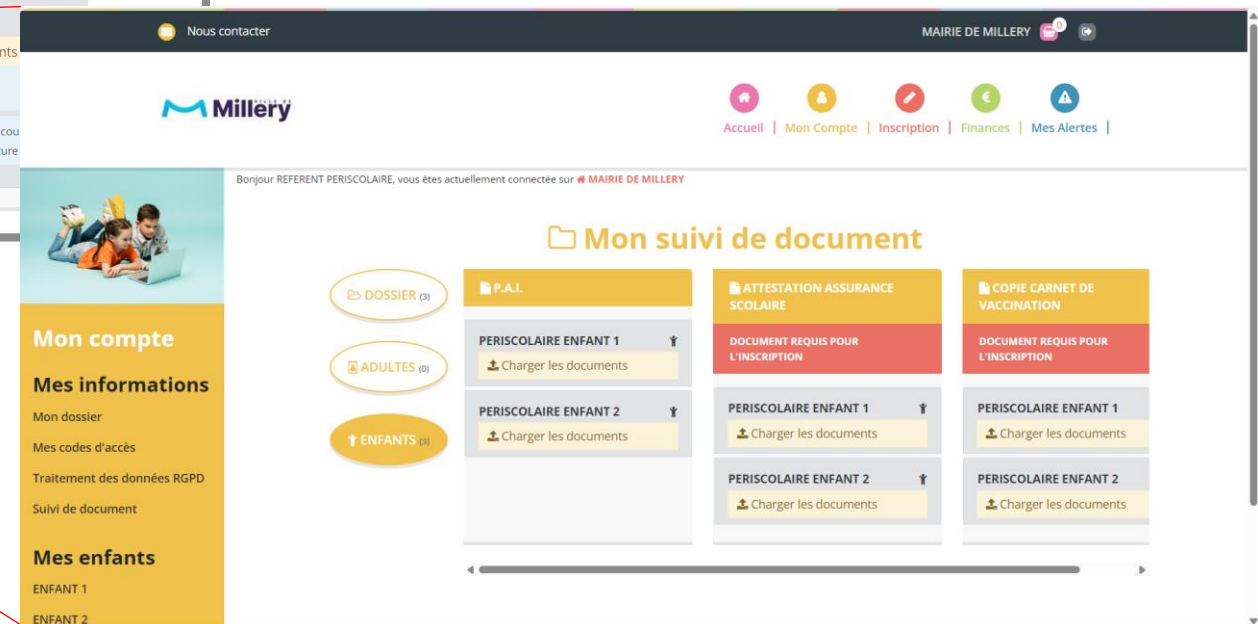 nts
cou
ture
Nous contacter
MAIRIE DE MILLERY 0
VILLE DE
Millery
Accueil | Mon Compte | Inscription | Finances | Mes Alertes |
Bonjour REFERENT PERISCOLAIRE, vous êtes actuellement connectée sur MAIRIE DE MILLERY
Mon suivi de document
DOSSIER (3)
ADULTES (0)
ENFANTS (3)
P.A.I.
PERISCOLAIRE ENFANT 1
Charger les documents
PERISCOLAIRE ENFANT 2
Charger les documents
ATTESTATION ASSURANCE
SCOLAIRE
DOCUMENT REQUIS POUR
L'INSCRIPTION
PERISCOLAIRE ENFANT 1
Charger les documents
PERISCOLAIRE ENFANT 2
Charger les documents
COPIE CARNET DE
VACCINATION
DOCUMENT REQUIS POUR
L'INSCRIPTION
PERISCOLAIRE ENFANT 1
Charger les documents
PERISCOLAIRE ENFANT 2
Charger les documents
Mon compte
Mes informations
Mon dossier
Mes codes d'accès
Traitement des données RGPD
Suivi de document
Mes enfants
ENFANT 1
ENFANT 2